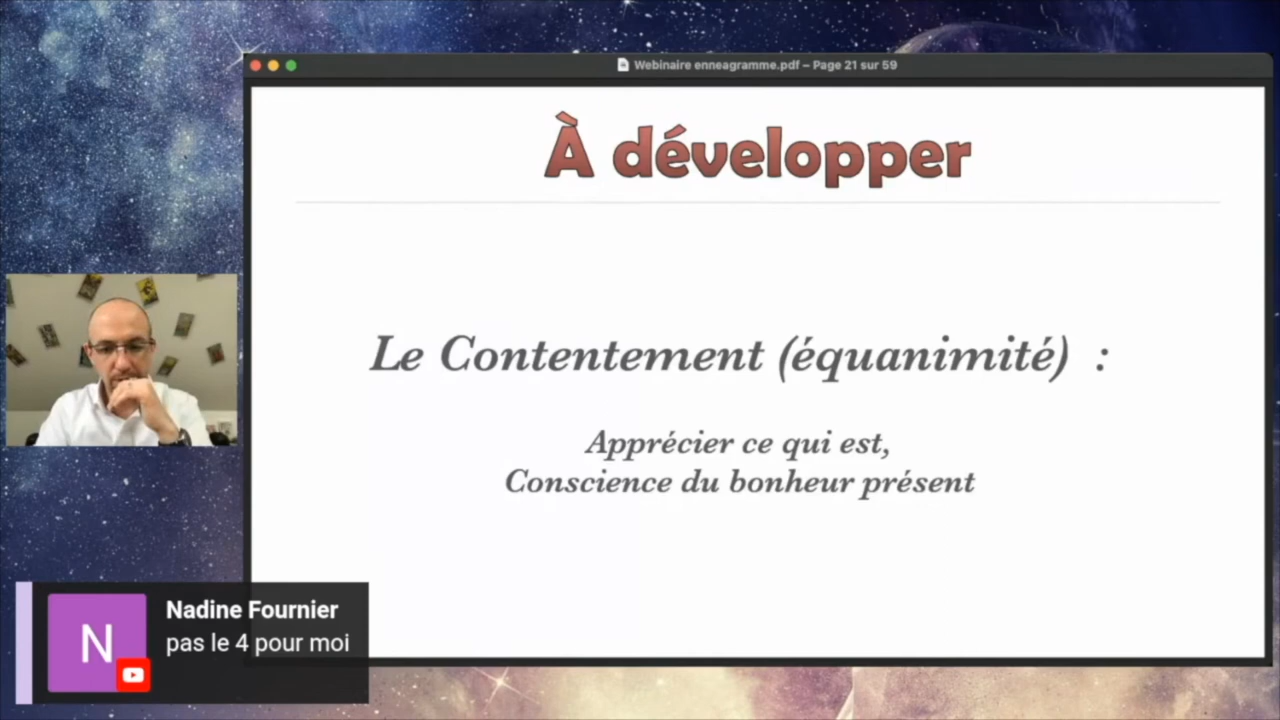 Webinaire enneagramme.pdf – Page 21 sur 59
À développer
Le Contentement (équanimité) :
Apprécier ce qui est,
Conscience du bonheur présent
N
Nadine Fournier
pas le 4 pour moi